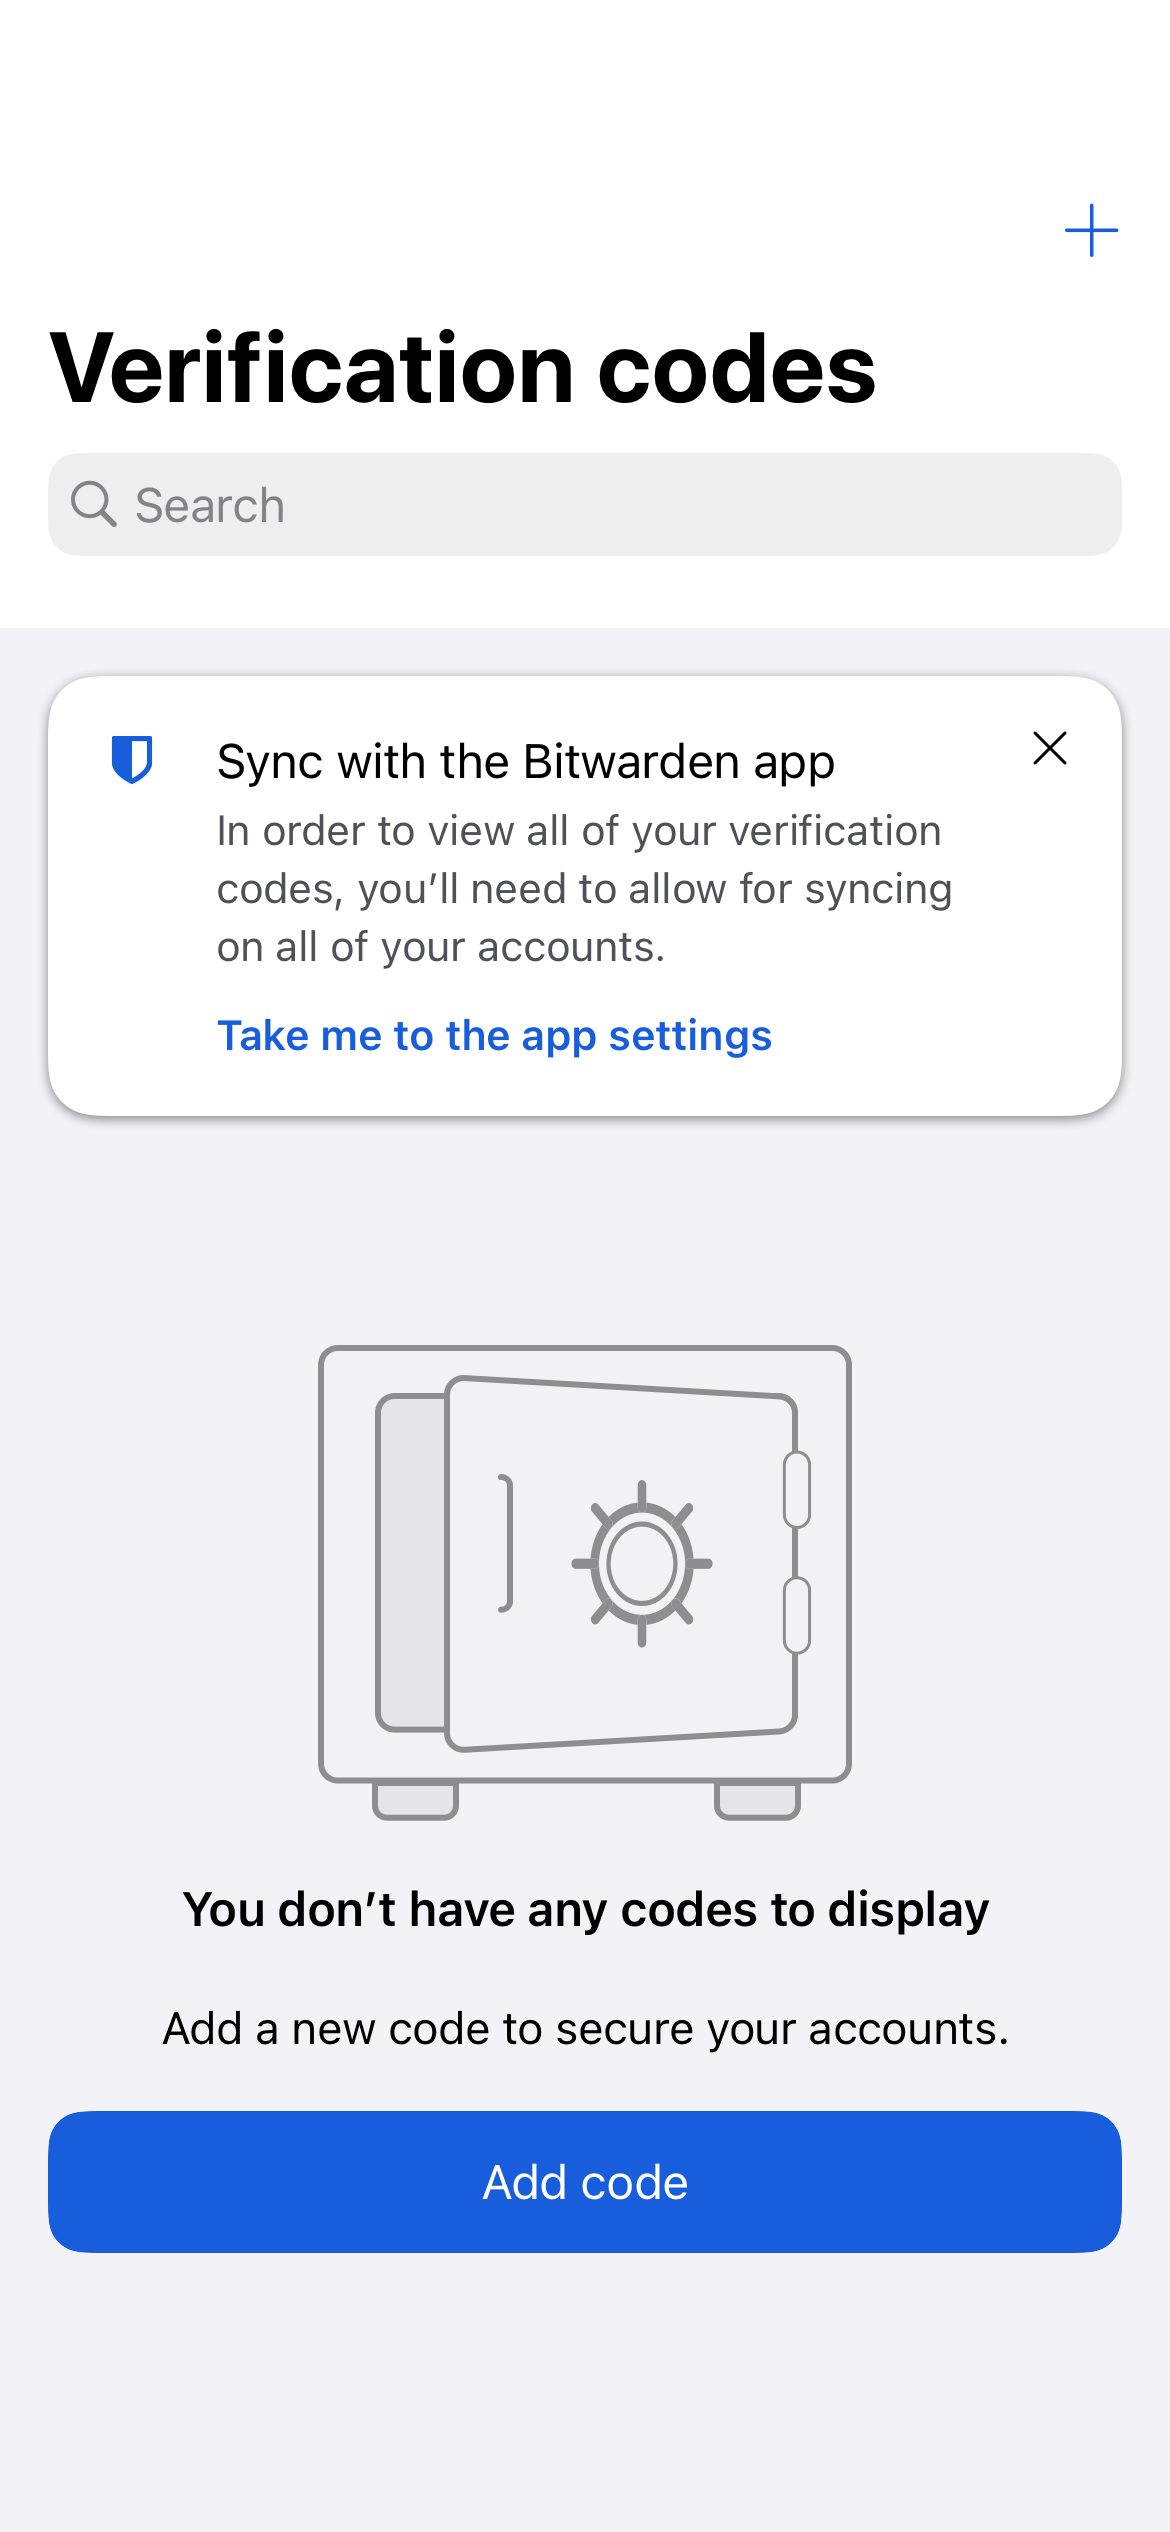 Verification codes
Search
Sync with the Bitwarden app
In order to view all of your verification
codes, you’ll need to allow for syncing
on all of your accounts.
Take me to the app settings
You don’t have any codes to display
Add a new code to secure your accounts.
Add code